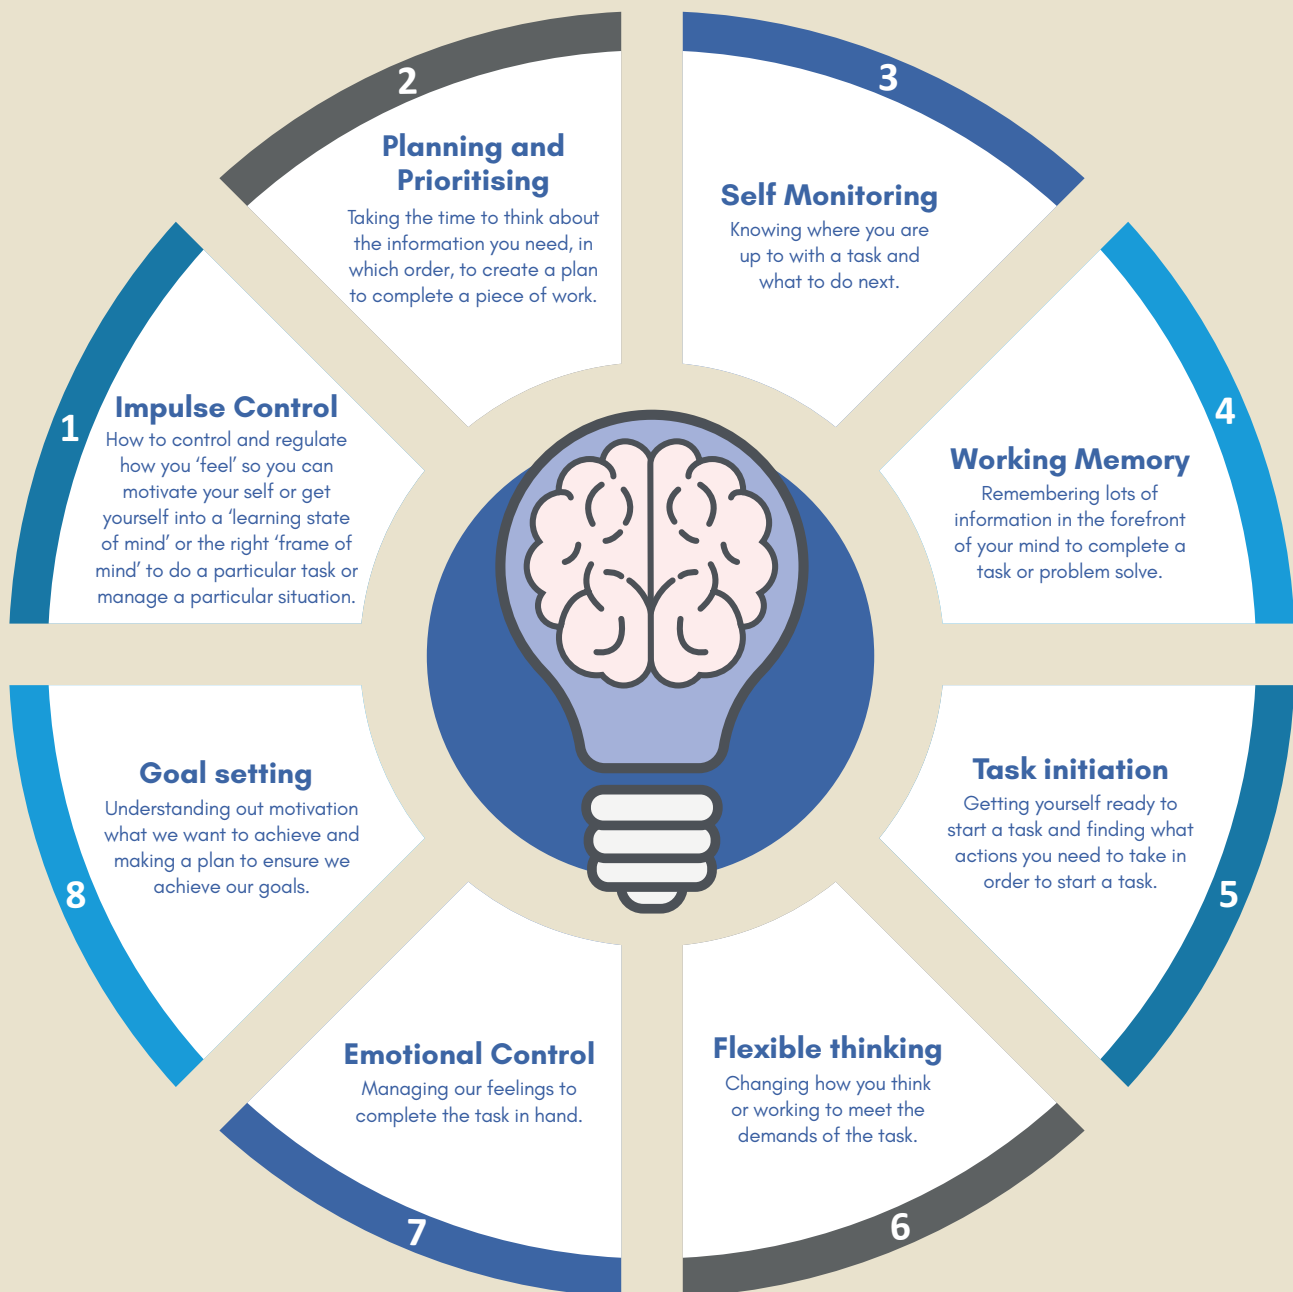 1
Impulse Control
How to control and regulate
how you ‘feel’ so you can
motivate your self or get
yourself into a ‘learning state
of mind’ or the right ‘frame of
mind’ to do a particular task or
manage a particular situation.
2
Planning and
Prioritising
Taking the time to think about
the information you need, in
which order, to create a plan
to complete a piece of work.
3
Self Monitoring
Knowing where you are
up to with a task and
what to do next.
4
Working Memory
Remembering lots of
information in the forefront
of your mind to complete a
task or problem solve.
5
Task initiation
Getting yourself ready to
start a task and finding what
actions you need to take in
order to start a task.
6
Flexible thinking
Changing how you think
or working to meet the
demands of the task.
7
Emotional Control
Managing our feelings to
complete the task in hand.
8
Goal setting
Understanding out motivation
what we want to achieve and
making a plan to ensure we
achieve our goals.